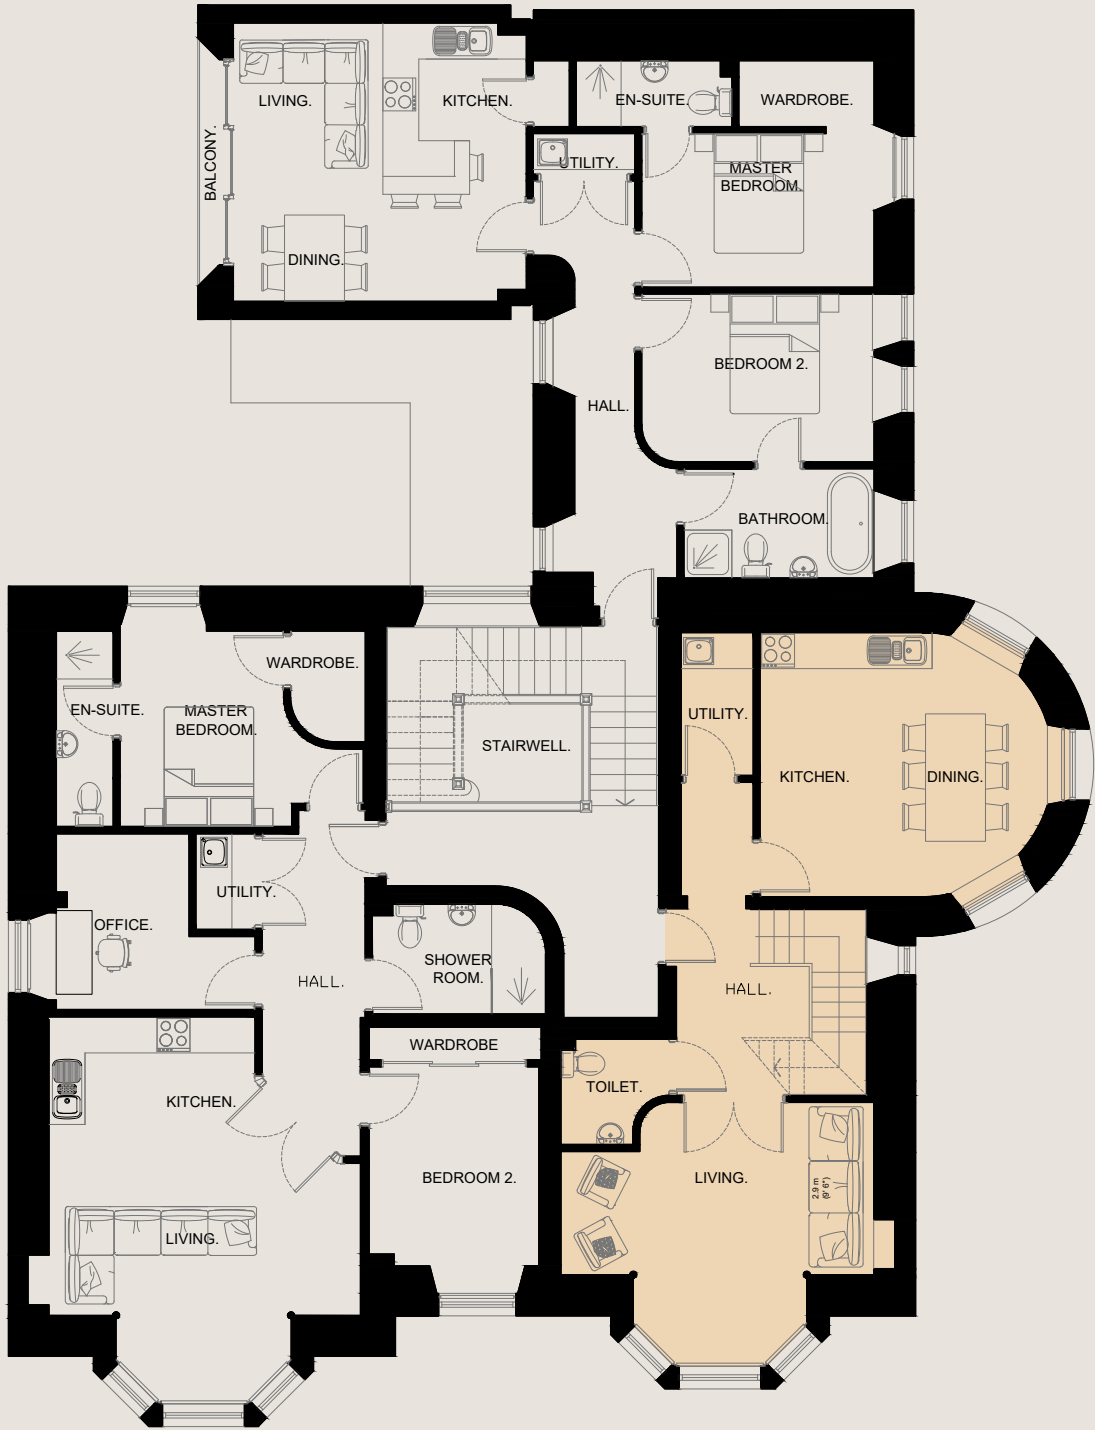 LIVING.
KITCHEN.
EN-SUITE.
WARDROBE.
BALCONY.
UTILITY.
MASTER
BEDROOM.
DINING.
BEDROOM 2.
HALL.
BATHROOM.
WARDROBE.
EN-SUITE.
MASTER
BEDROOM.
STAIRWELL.
UTILITY.
KITCHEN.
DINING.
UTILITY.
OFFICE.
SHOWER
ROOM.
HALL.
HALL.
WARDROBE
KITCHEN.
TOILET.
BEDROOM 2.
LIVING.
2.9 m
(9' 6")
LIVING.